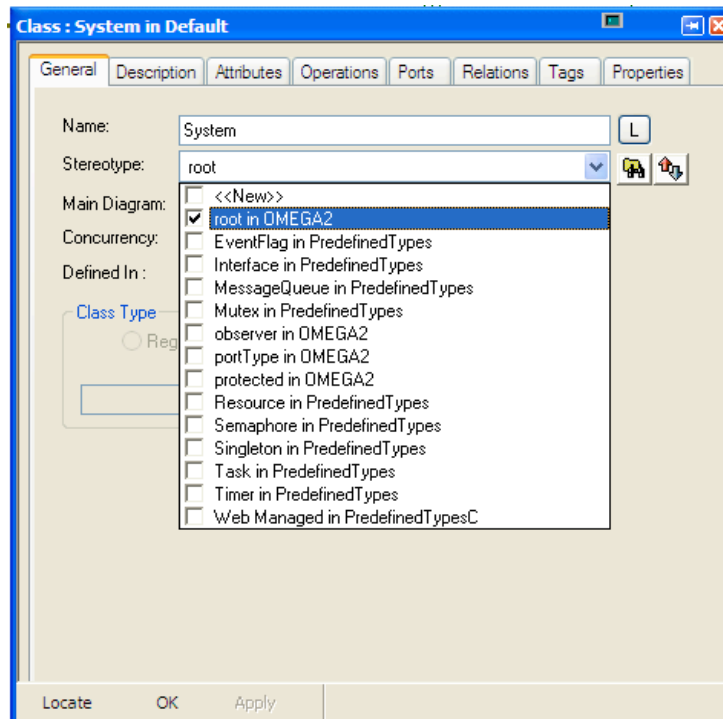 Class : System in Default
General Description Attributes Operations Ports Relations Tags Properties
Name: System L
Stereotype: root
Main Diagram: <<New>>
root in OMEGA2
Concurrency: EventFlag in PredefinedTypes
Interface in PredefinedTypes
Defined In : MessageQueue in PredefinedTypes
Mutex in PredefinedTypes
Class Type observer in OMEGA2
Reg portType in OMEGA2
protected in OMEGA2
Resource in PredefinedTypes
Semaphore in PredefinedTypes
Singleton in PredefinedTypes
Task in PredefinedTypes
Timer in PredefinedTypes
Web Managed in PredefinedTypesC
Locate OK Apply